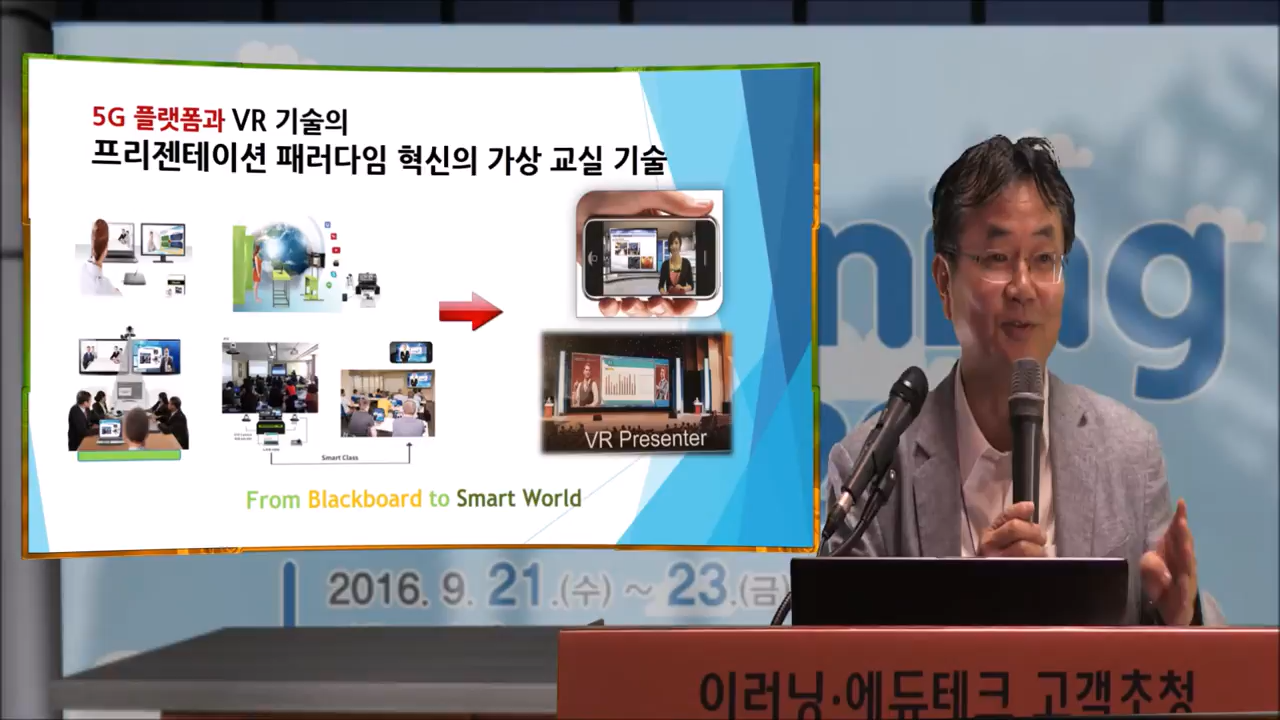 5G 플랫폼과 VR 기술의
프리젠테이션 패러다임 혁신의 가상 교실 기술
VR Presenter
Smart Class
From Blackboard to Smart World
ning
2016. 9. 21.(수) ~ 23.(금)
이러닝·에듀테크 고객초청